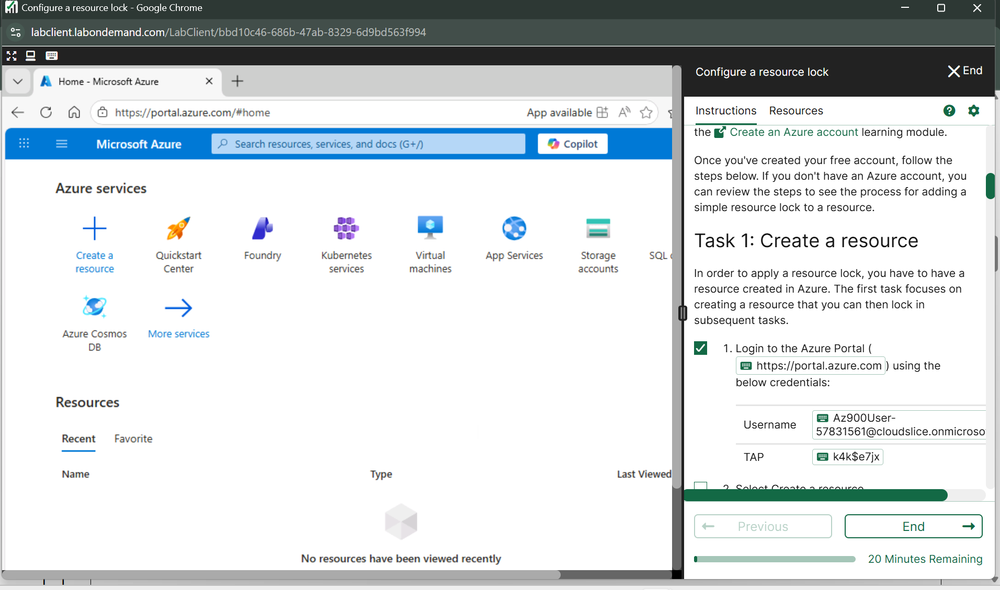 Configure a resource lock - Google Chrome
labclient.labondemand.com/LabClient/bbd10c46-686b-47ab-8329-6d9bd563f994
Home - Microsoft Azure
https://portal.azure.com/#home
App available
Microsoft Azure
Search resources, services, and docs (G+/)
Copilot
Azure services
Create a
resource
Quickstart
Center
Foundry
Kubernetes
services
Virtual
machines
App Services
Storage
accounts
SQL
Azure Cosmos
DB
More services
Resources
Recent
Favorite
Name
Type
Last Viewed
No resources have been viewed recently
Configure a resource lock
End
Instructions
Resources
the Create an Azure account learning module.
Once you've created your free account, follow the
steps below. If you don't have an Azure account, you
can review the steps to see the process for adding a
simple resource lock to a resource.
Task 1: Create a resource
In order to apply a resource lock, you have to have a
resource created in Azure. The first task focuses on
creating a resource that you can then lock in
subsequent tasks.
1. Login to the Azure Portal (
https://portal.azure.com) using the
below credentials:
Username
Az900User-
57831561@cloudslice.onmicroso
TAP
k4k$e7jx
2. Select Create a resource
Previous
End
20 Minutes Remaining